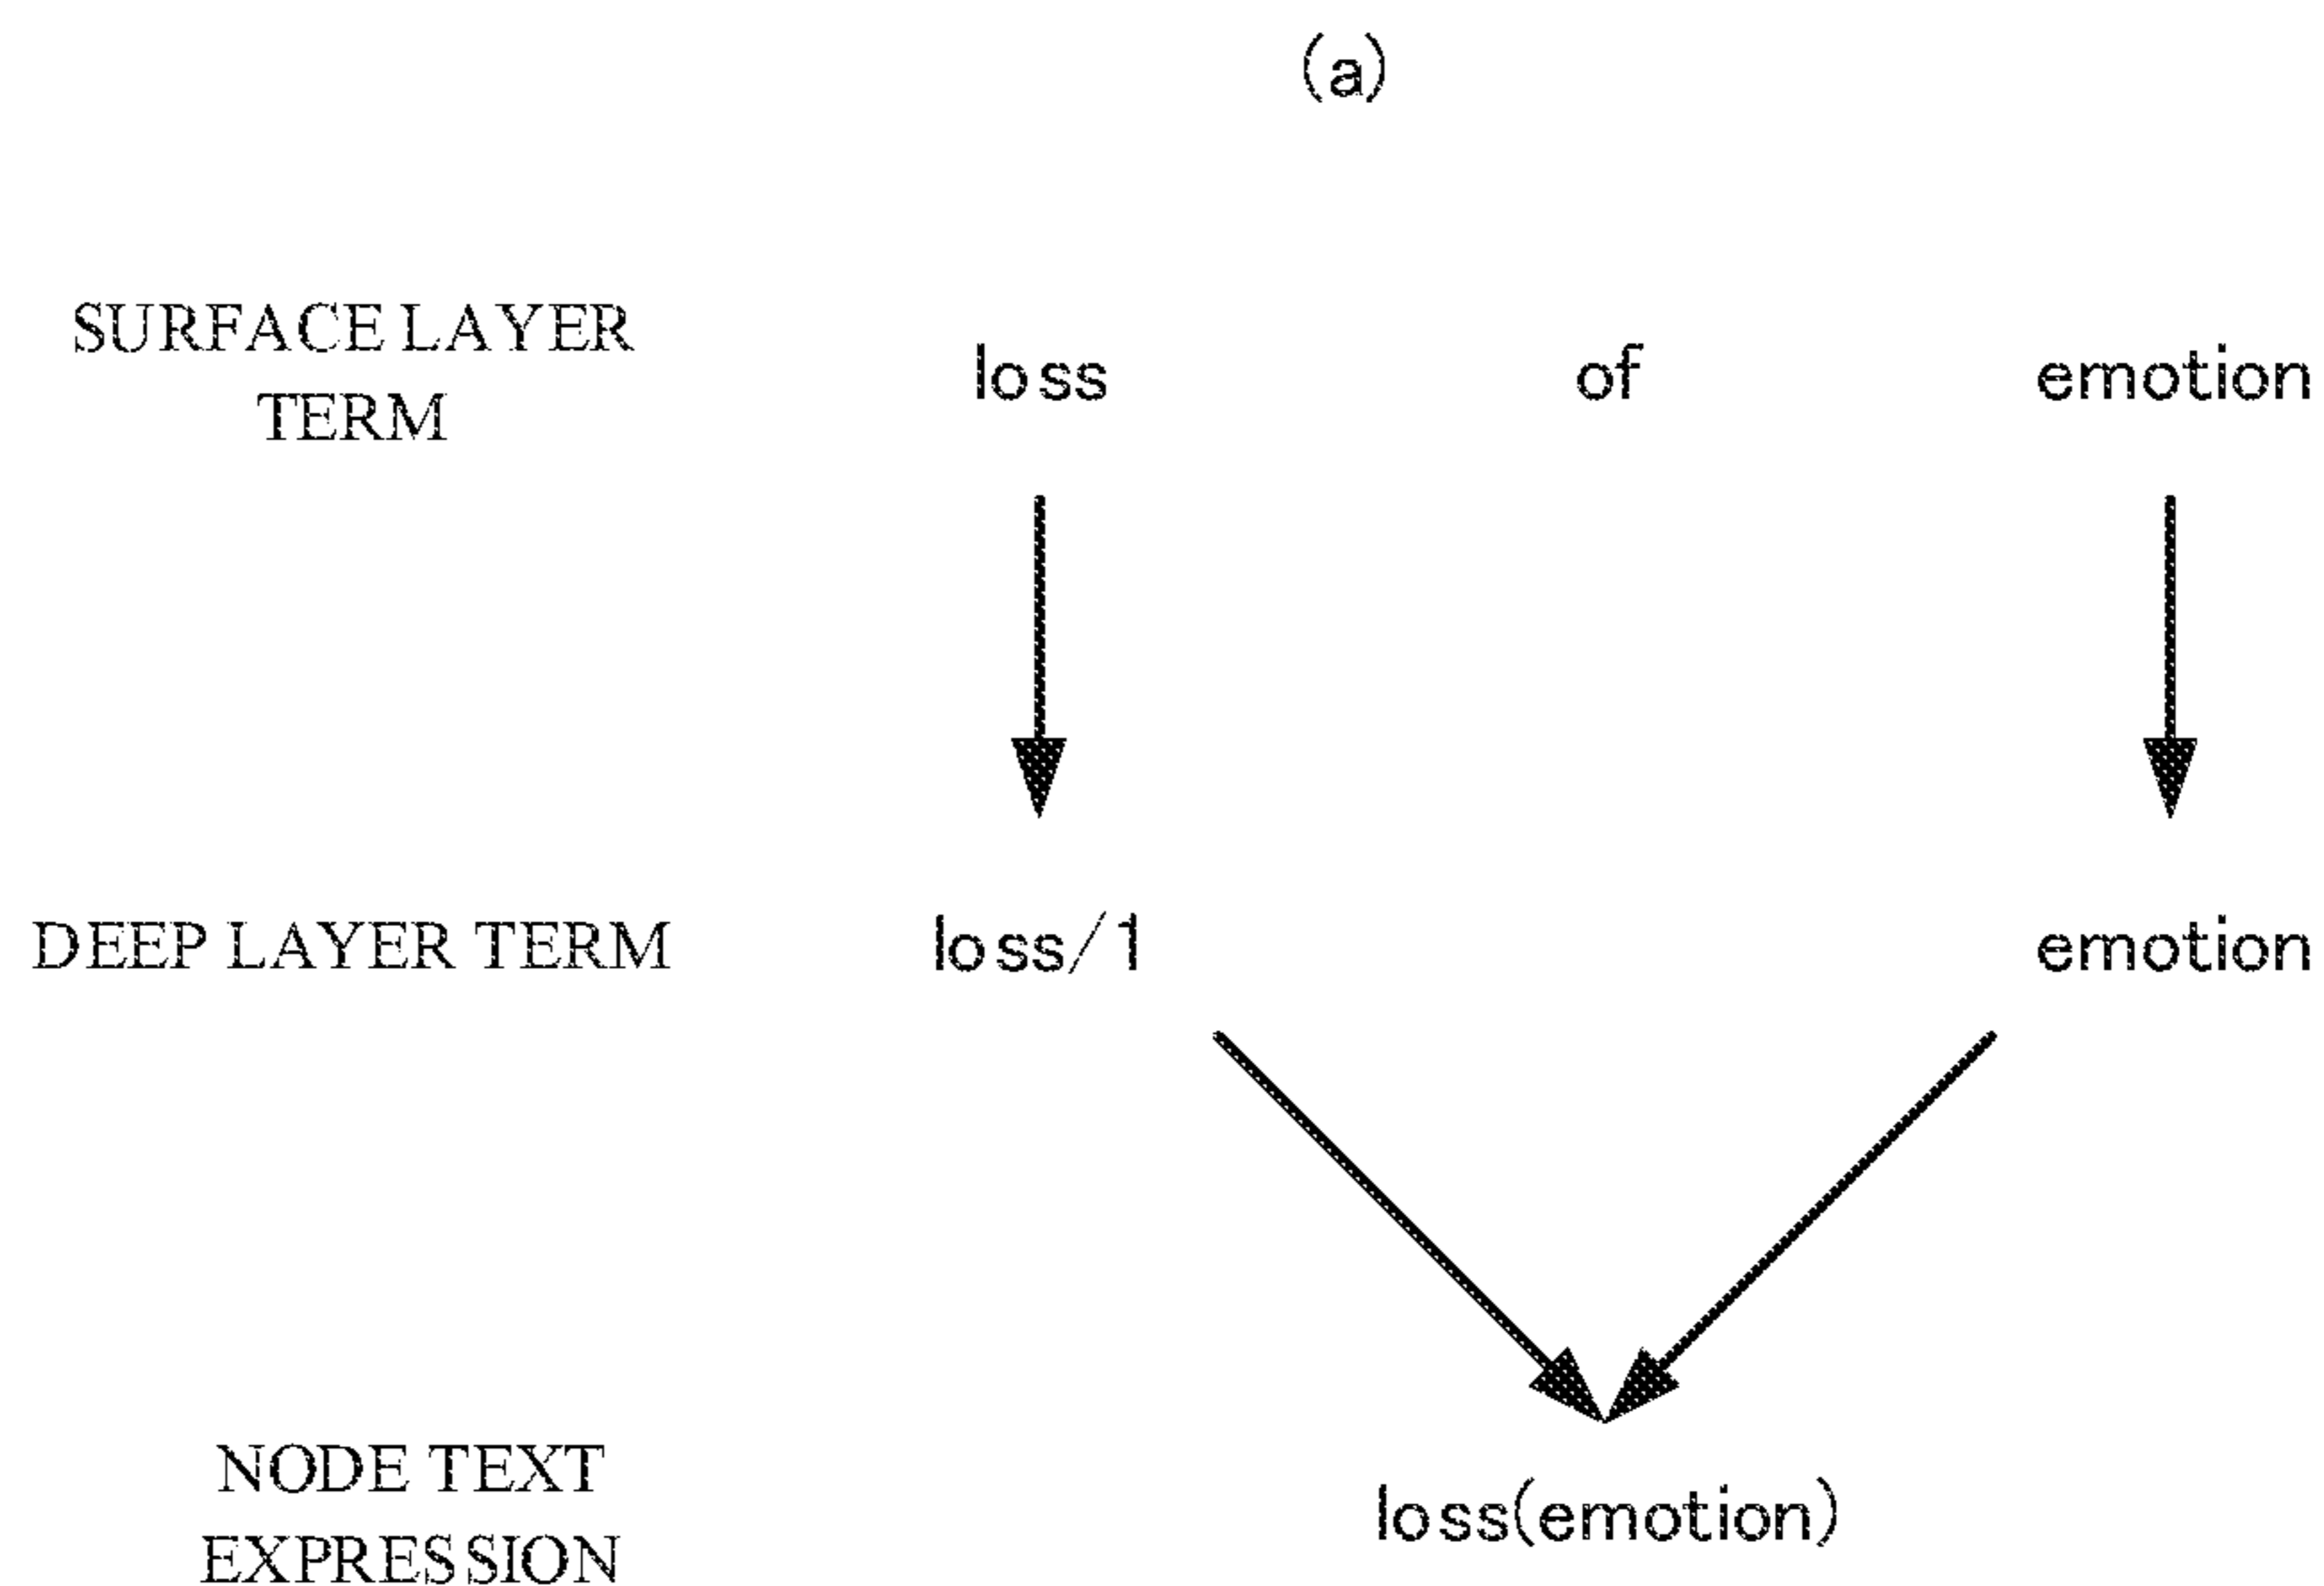 (a)
SURFACE LAYER
TERM
loss of emotion
DEEP LAYER TERM
loss/1 emotion
NODE TEXT
EXPRESSION
loss(emotion)